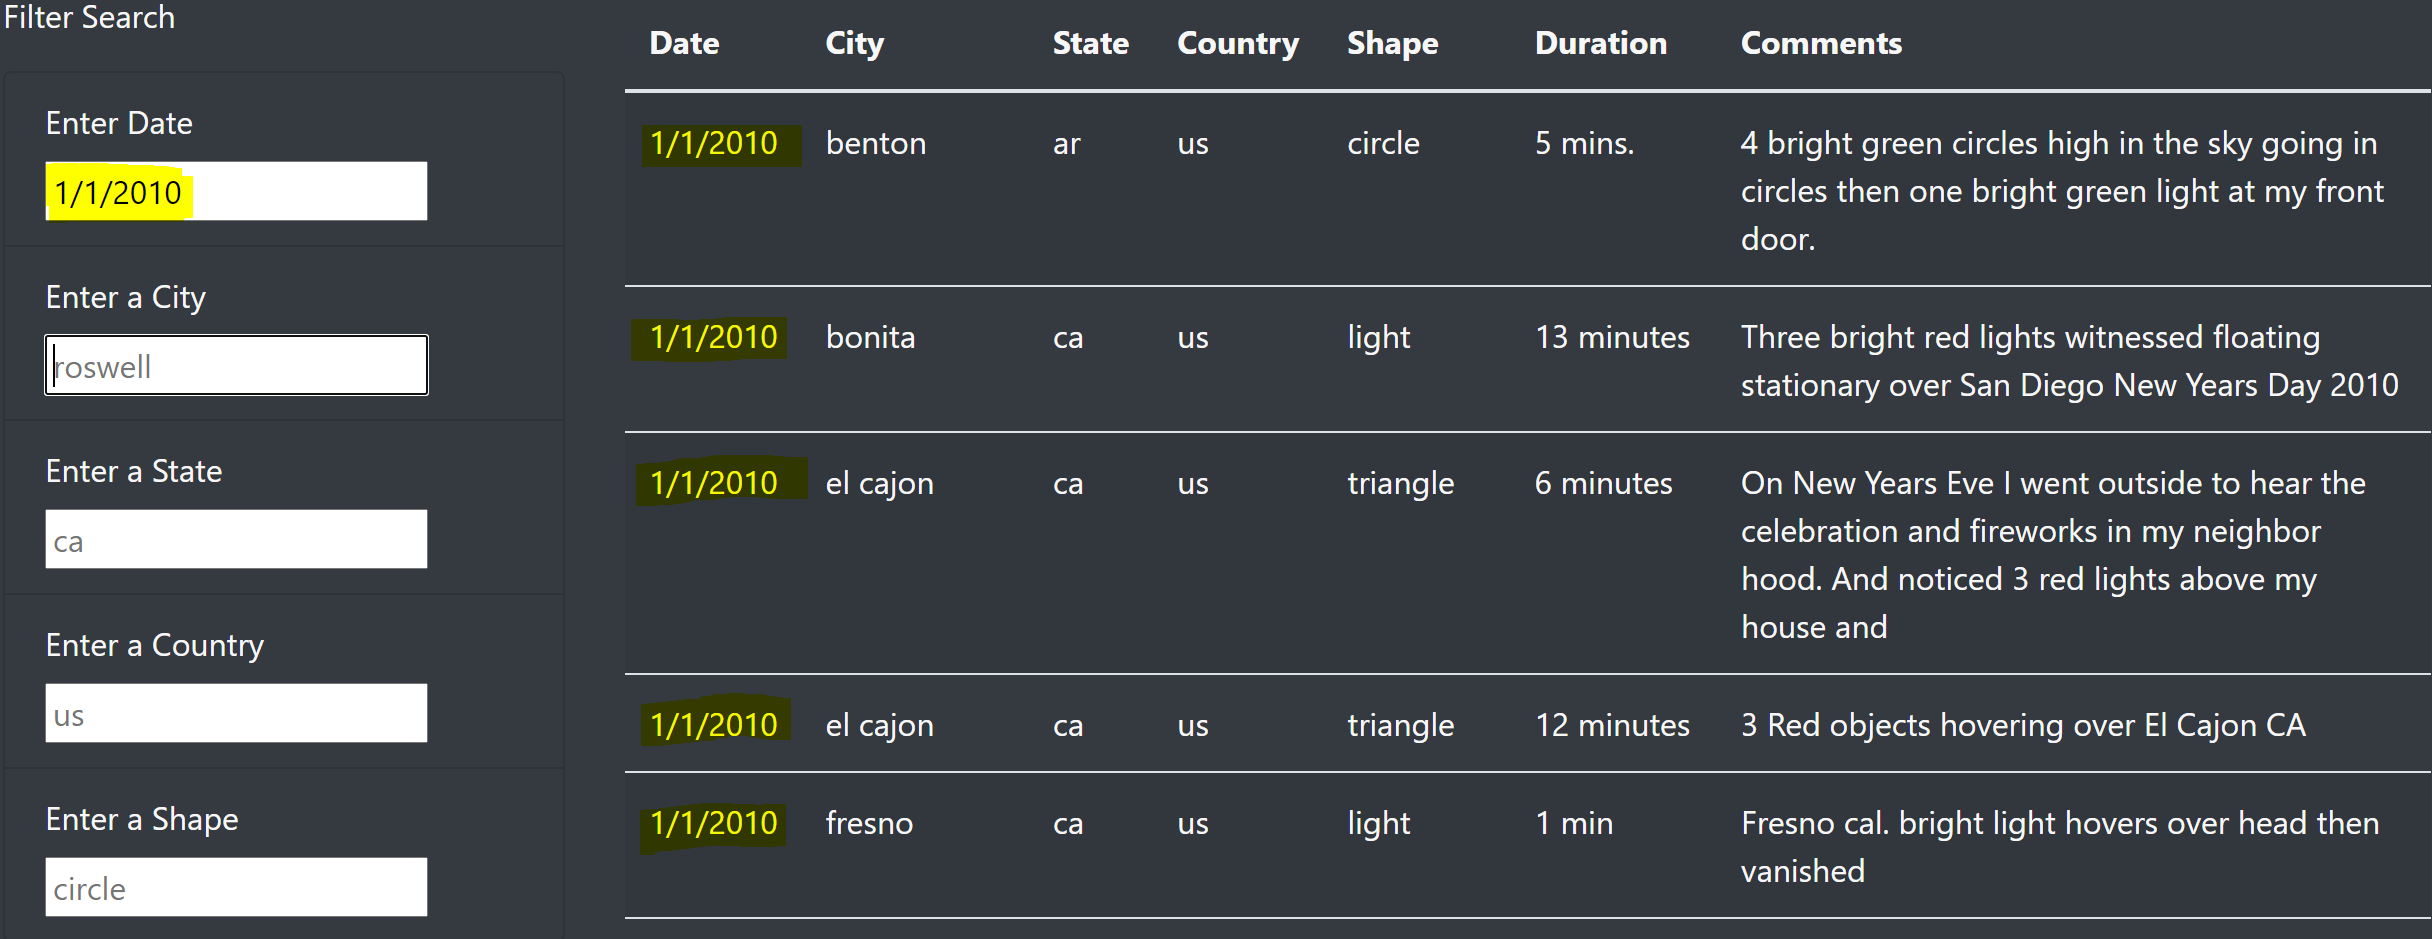 Filter Search
Enter Date
1/1/2010
Enter a City
roswell
Enter a State
ca
Enter a Country
us
Enter a Shape
circle
Date City State Country Shape Duration Comments
1/1/2010 benton ar us circle 5 mins. 4 bright green circles high in the sky going in
circles then one bright green light at my front
door.
1/1/2010 bonita ca us light 13 minutes Three bright red lights witnessed floating
stationary over San Diego New Years Day 2010
1/1/2010 el cajon ca us triangle 6 minutes On New Years Eve I went outside to hear the
celebration and fireworks in my neighbor
hood. And noticed 3 red lights above my
house and
1/1/2010 el cajon ca us triangle 12 minutes 3 Red objects hovering over El Cajon CA
1/1/2010 fresno ca us light 1 min Fresno cal. bright light hovers over head then
vanished